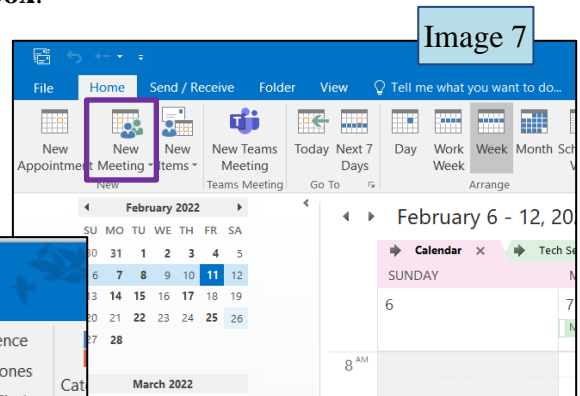 box.
Image 7
File Home Send / Receive Folder View Tell me what you want to do...
New Appointment
New Meeting
New Items
New Teams Meeting
Today
Next 7 Days
Day
Work Week
Week
Month
New
Teams Meeting
Go To
Arrange
February 2022
SU MO TU WE TH FR SA
30 31 1 2 3 4 5
6 7 8 9 10 11 12
13 14 15 16 17 18 19
20 21 22 23 24 25 26
27 28
March 2022
February 6 - 12, 20
Calendar
Tech Se
SUNDAY
6
7
8 AM
ence
ones
Cat